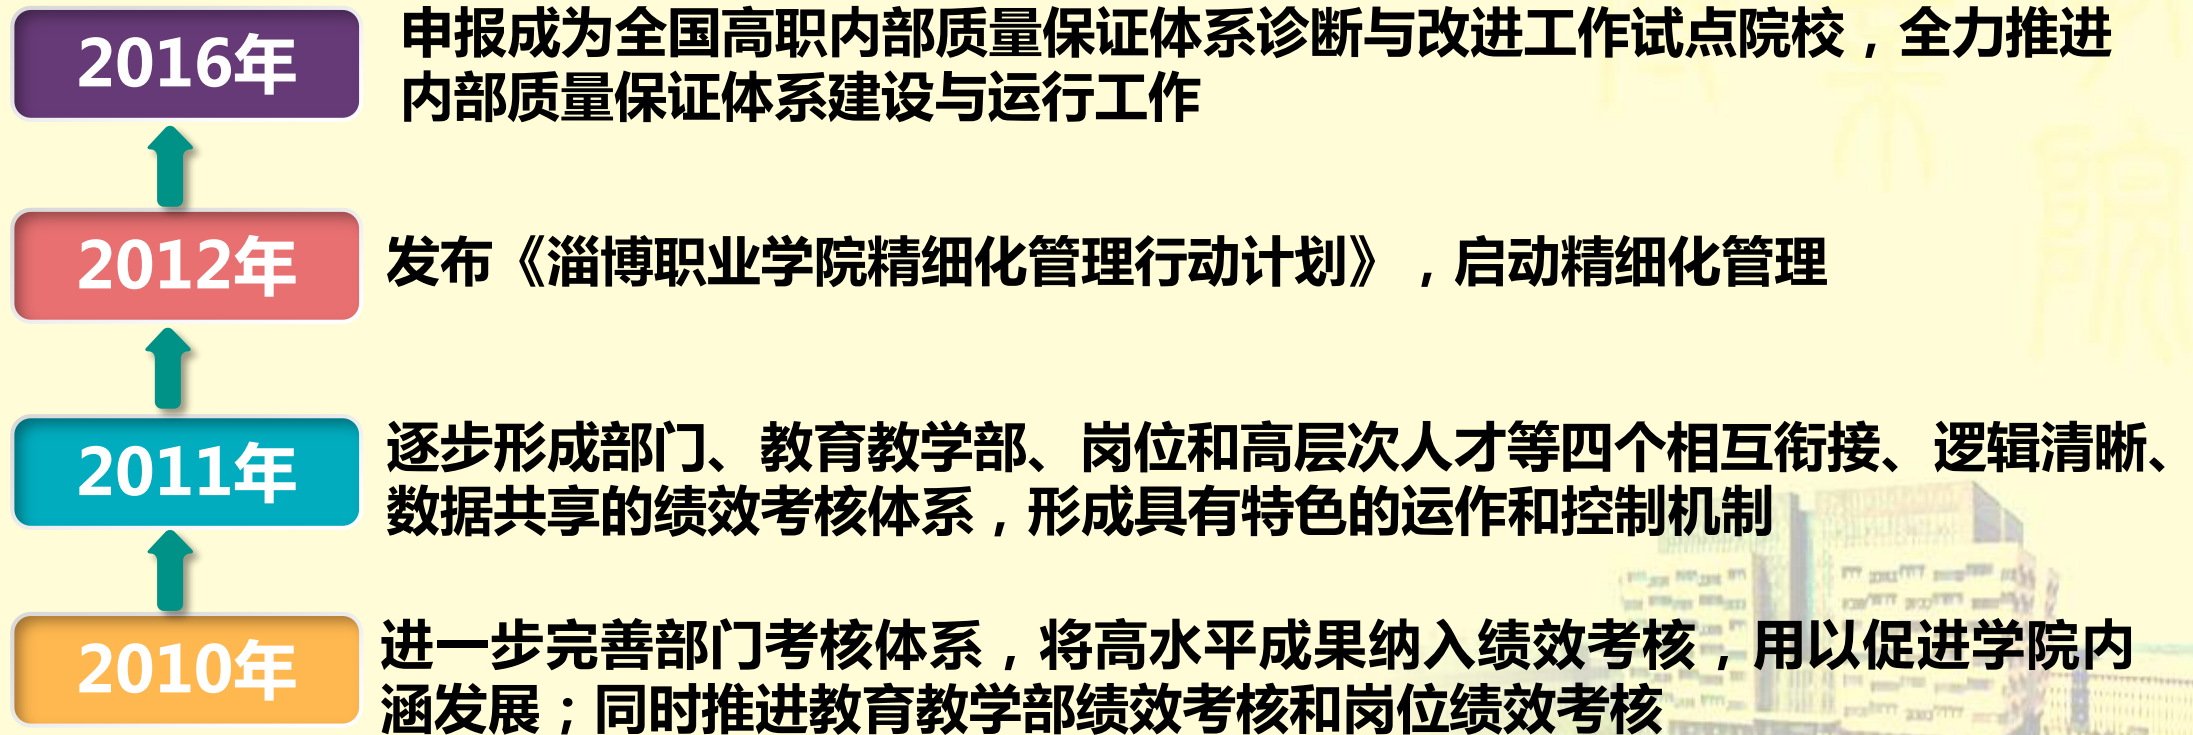 2016年
申报成为全国高职内部质量保证体系诊断与改进工作试点院校，全力推进
内部质量保证体系建设与运行工作
2012年
发布《淄博职业学院精细化管理行动计划》，启动精细化管理
2011年
逐步形成部门、教育教学部、岗位和高层次人才等四个相互衔接、逻辑清晰、
数据共享的绩效考核体系，形成具有特色的运作和控制机制
2010年
进一步完善部门考核体系，将高水平成果纳入绩效考核，用以促进学院内
涵发展；同时推进教育教学部绩效考核和岗位绩效考核